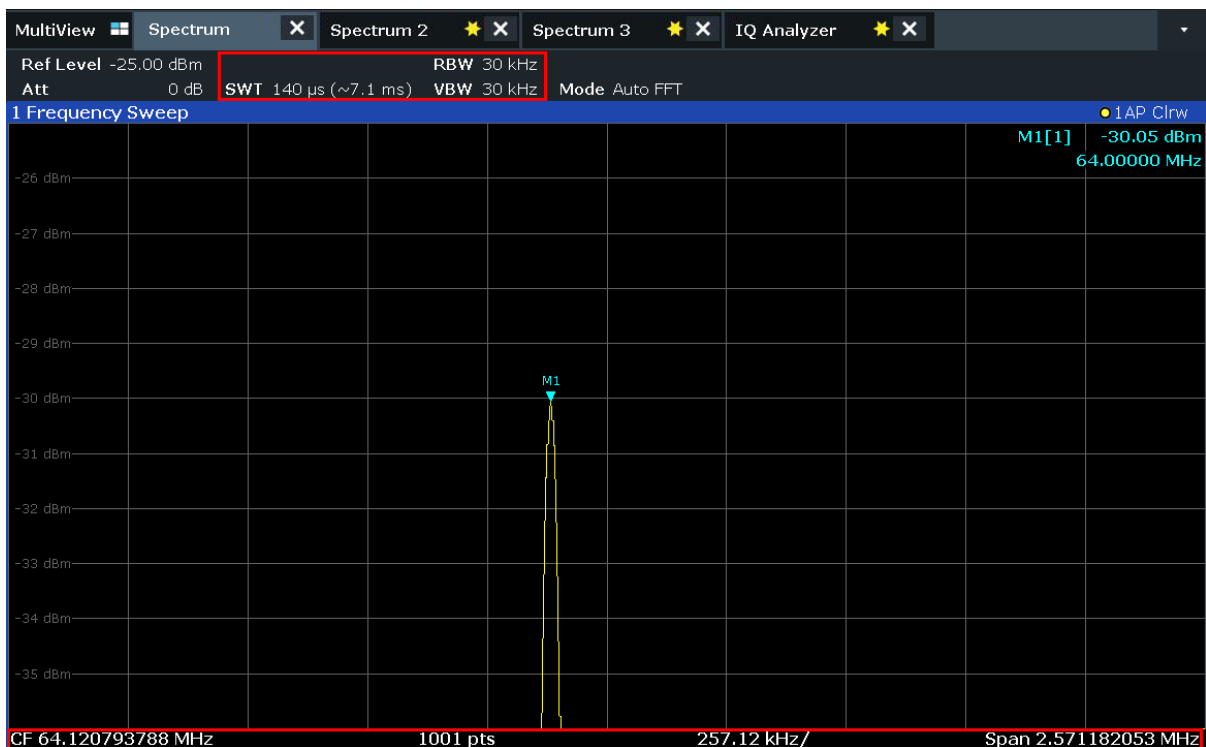 MultiView Spectrum Spectrum 2 Spectrum 3 IQ Analyzer
Ref Level -25.00 dBm RBW 30 kHz
Att 0 dB SWT 140 µs (~7.1 ms) VBW 30 kHz Mode Auto FFT
1 Frequency Sweep 1AP Clrw
M1[1] -30.05 dBm
64.00000 MHz
-26 dBm
-27 dBm
-28 dBm
-29 dBm
M1
-30 dBm
-31 dBm
-32 dBm
-33 dBm
-34 dBm
-35 dBm
CF 64.120793788 MHz 1001 pts 257.12 kHz/ Span 2.571182053 MHz